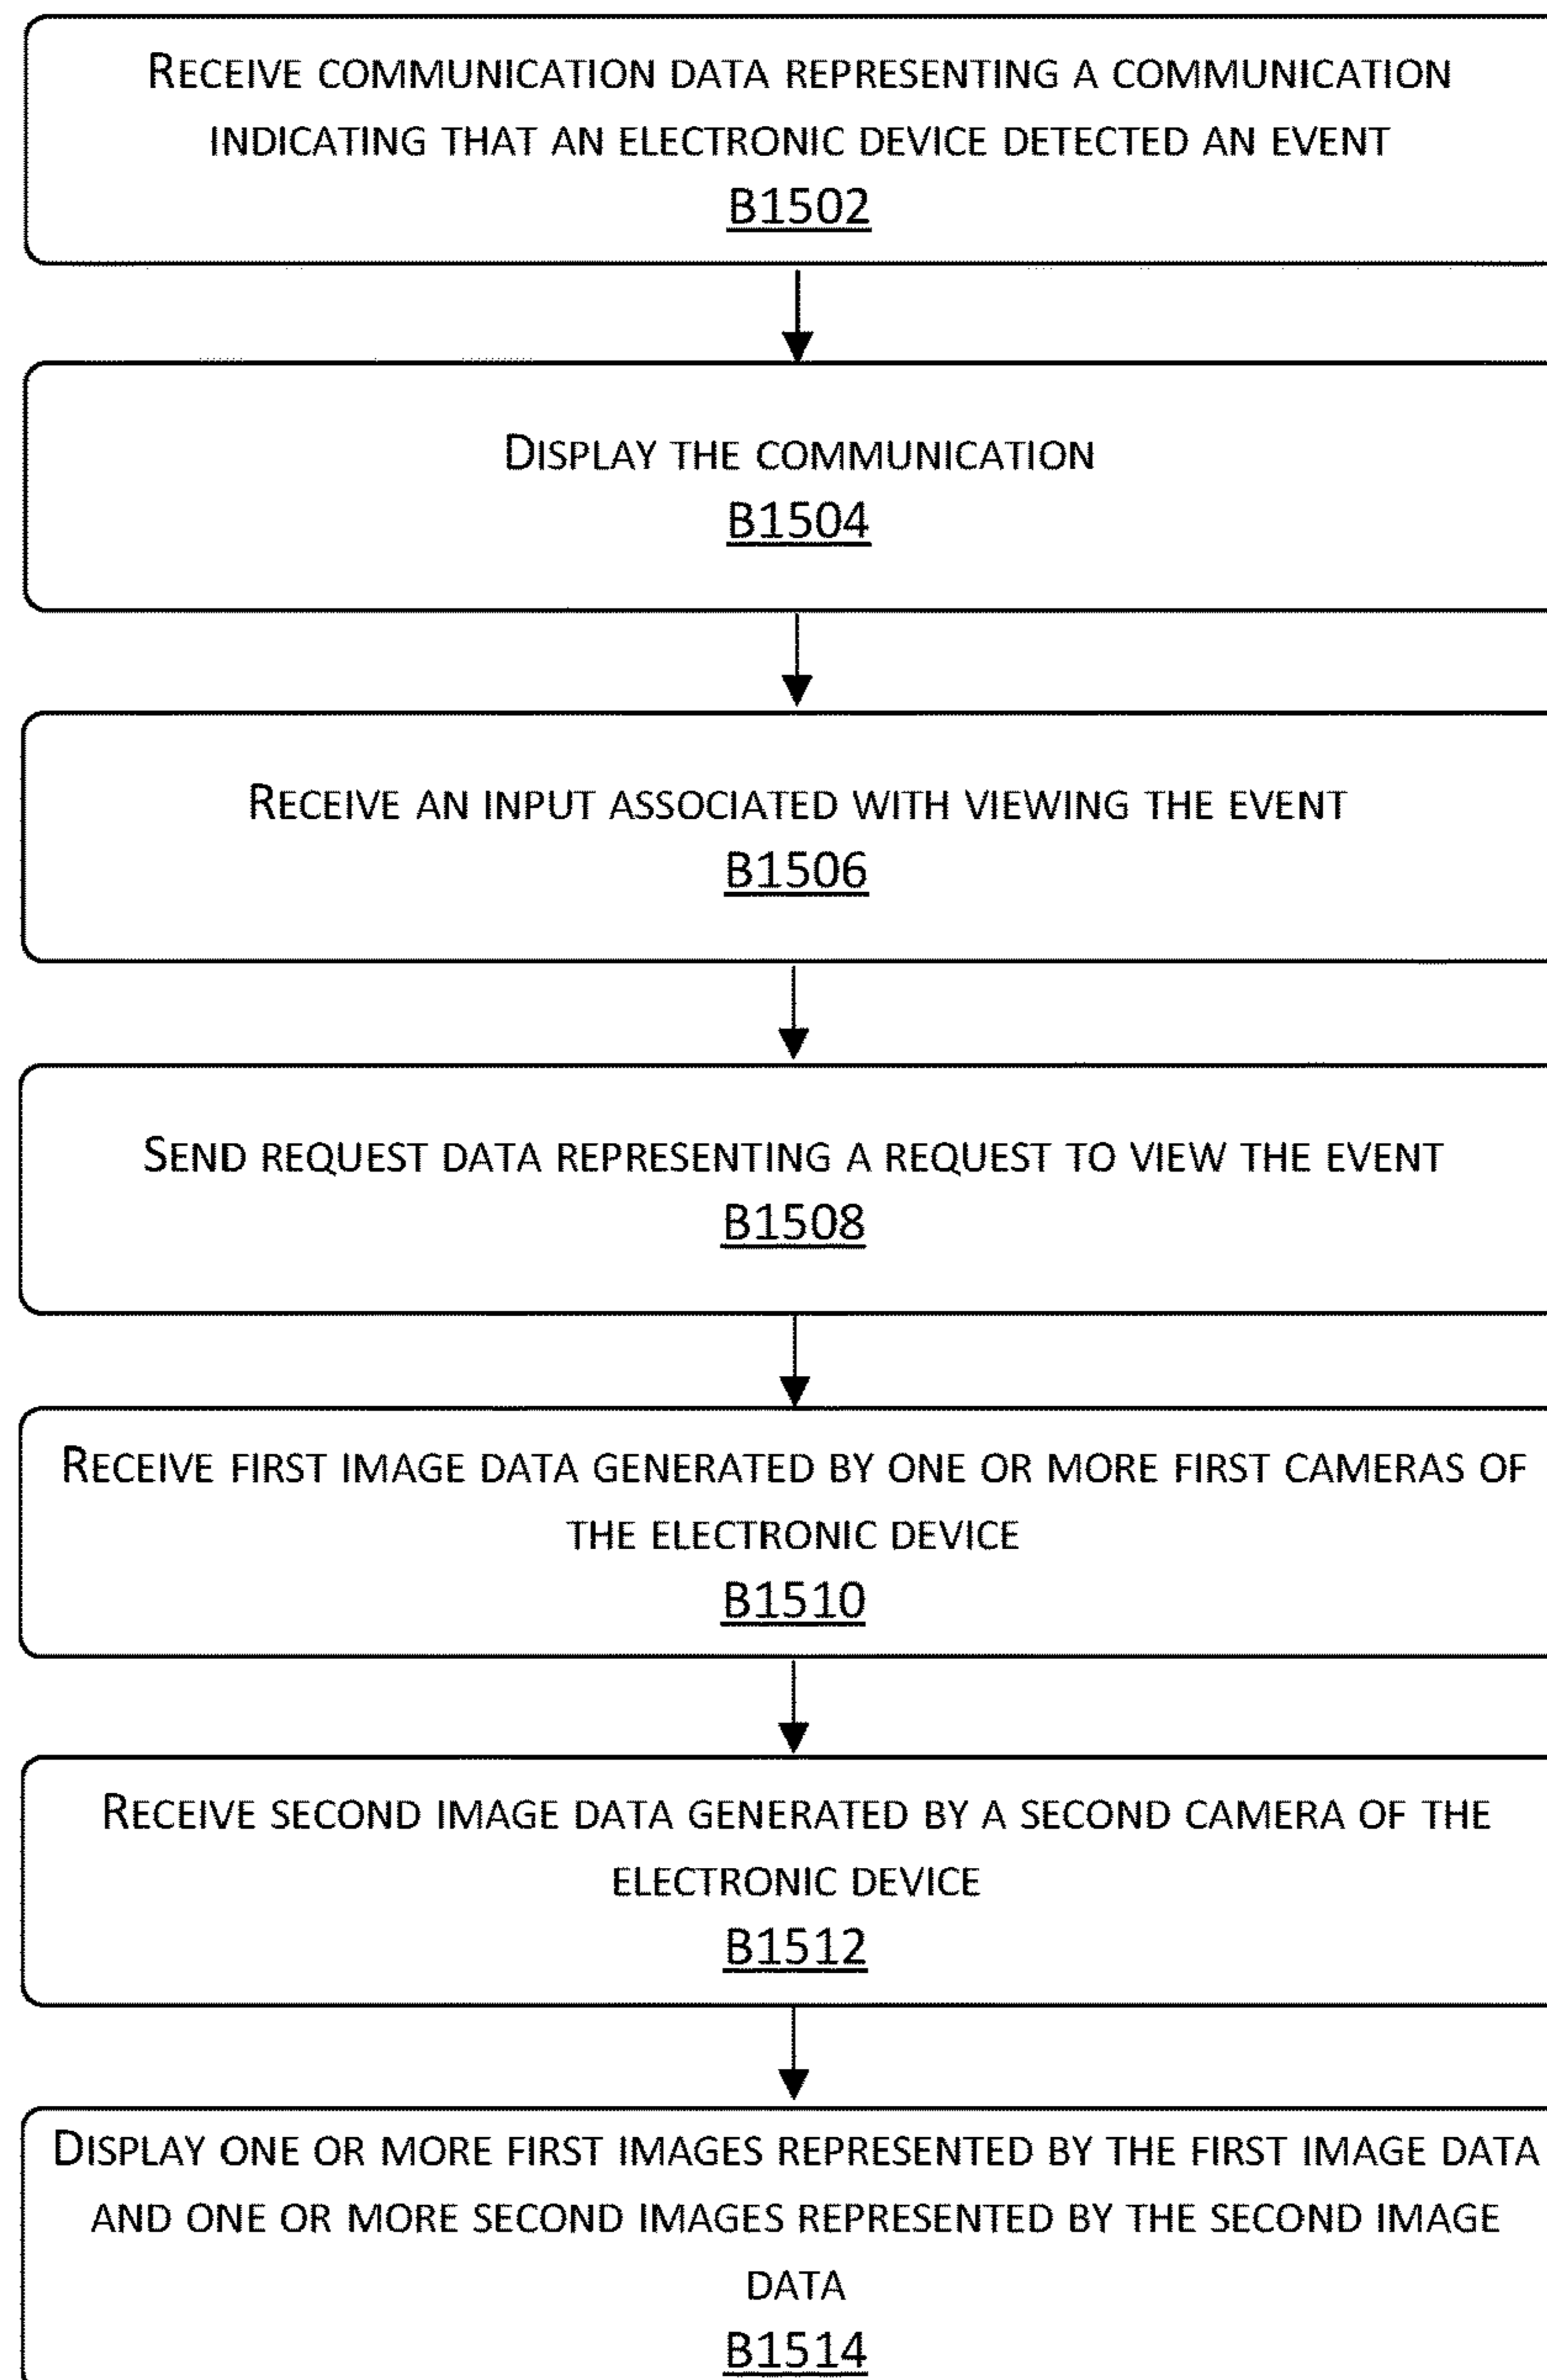 RECEIVE COMMUNICATION DATA REPRESENTING A COMMUNICATION
INDICATING THAT AN ELECTRONIC DEVICE DETECTED AN EVENT
B1502
DISPLAY THE COMMUNICATION
B1504
RECEIVE AN INPUT ASSOCIATED WITH VIEWING THE EVENT
B1506
SEND REQUEST DATA REPRESENTING A REQUEST TO VIEW THE EVENT
B1508
RECEIVE FIRST IMAGE DATA GENERATED BY ONE OR MORE FIRST CAMERAS OF
THE ELECTRONIC DEVICE
B1510
RECEIVE SECOND IMAGE DATA GENERATED BY A SECOND CAMERA OF THE
ELECTRONIC DEVICE
B1512
DISPLAY ONE OR MORE FIRST IMAGES REPRESENTED BY THE FIRST IMAGE DATA
AND ONE OR MORE SECOND IMAGES REPRESENTED BY THE SECOND IMAGE
DATA
B1514